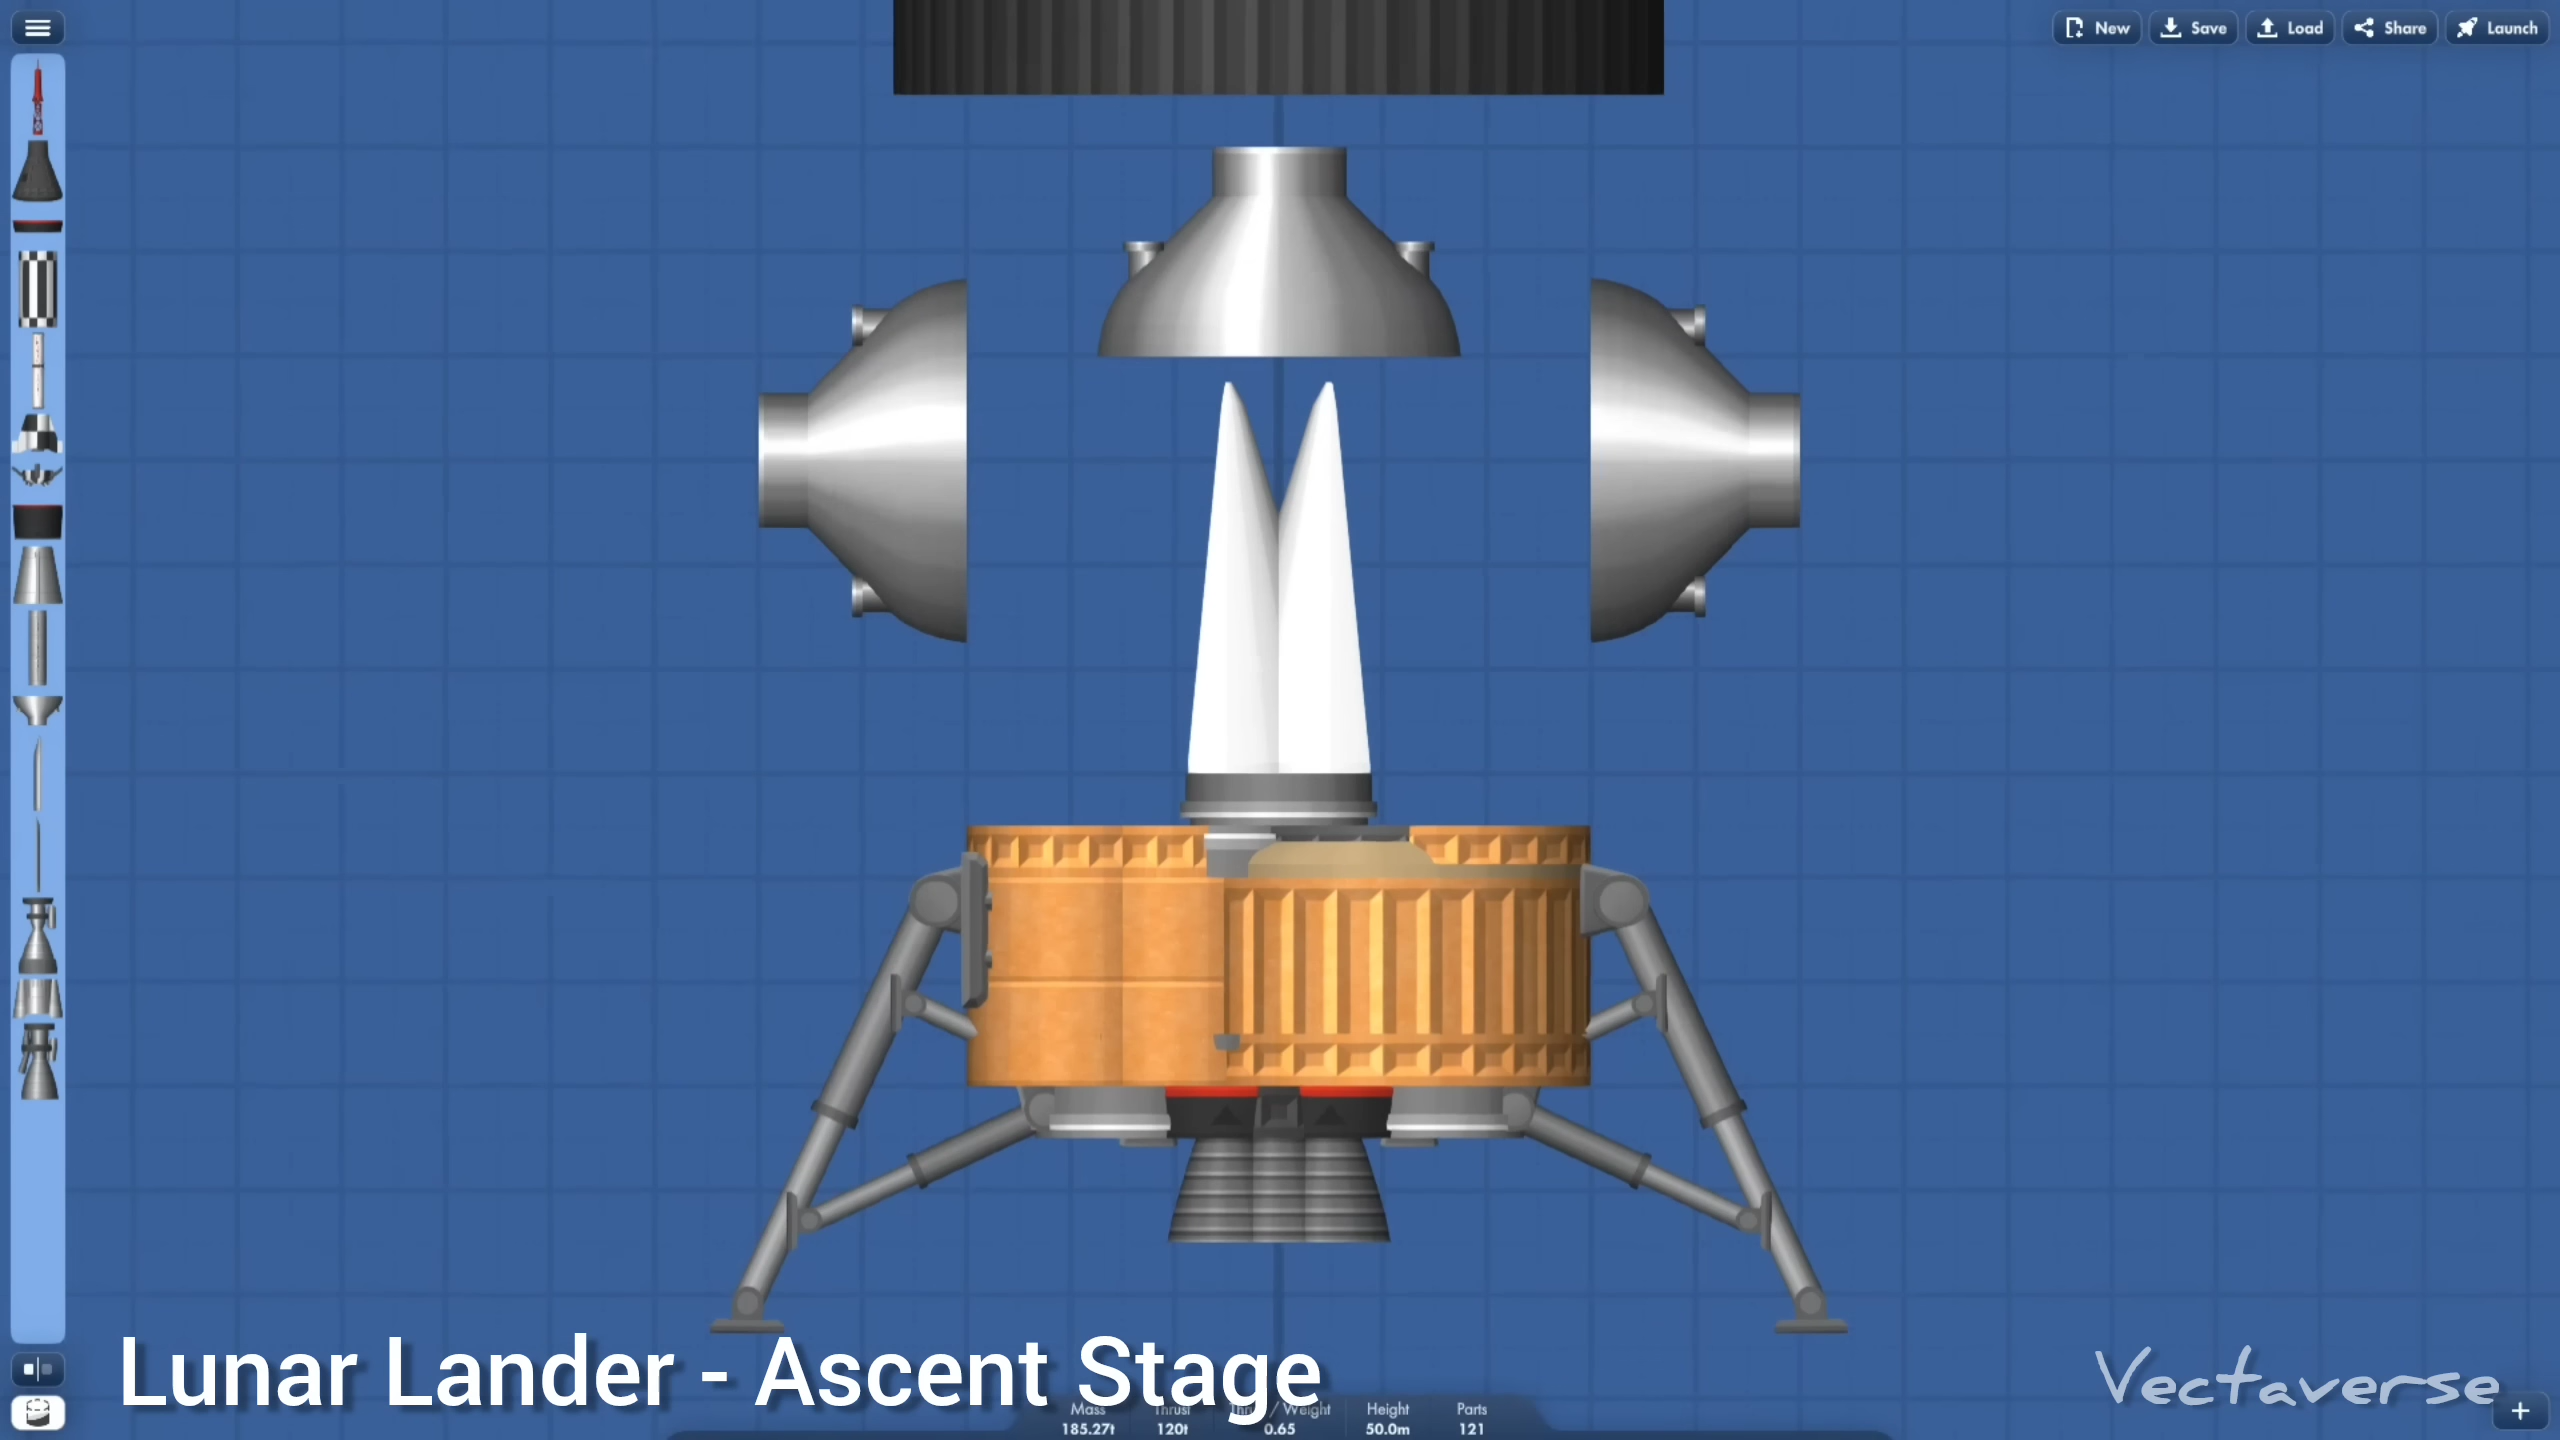 New
Save
Load
Share
Launch
Lunar Lander - Ascent Stage
Vectaverse
Mass
Thrust
Height
Parts
185.27t
120t
0.65
50.0m
121